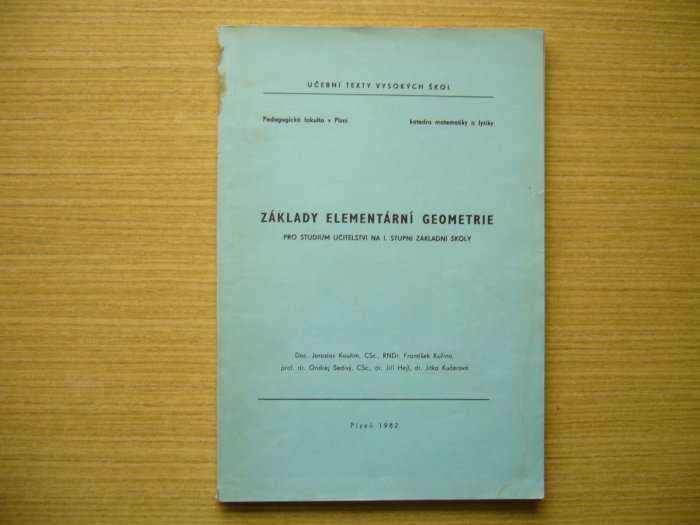 UČEBNÍ TEXTY VYSOKÝCH ŠKOL
Pedagogická fakulta v Plzni katedra matematiky a fyziky
ZÁKLADY ELEMENTÁRNÍ GEOMETRIE
PRO STUDIUM UČITELSTVÍ NA I. STUPNI ZÁKLADNÍ ŠKOLY
Doc. Jaroslav Kouřim, CSc., RNDr. František Kuřina,
prof. dr. Ondrej Šedivý, CSc., dr. Jiří Hejl, dr. Jitka Kučerová
Plzeň 1982